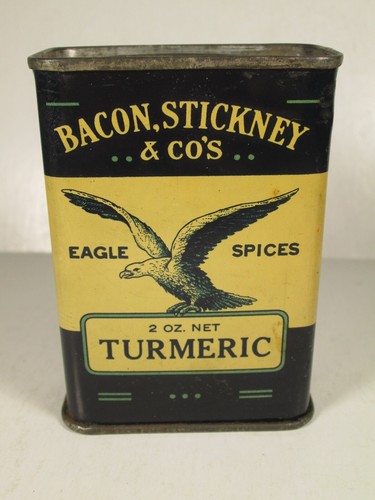 BACON, STICKNEY
& CO'S
EAGLE SPICES
2 OZ. NET
TURMERIC